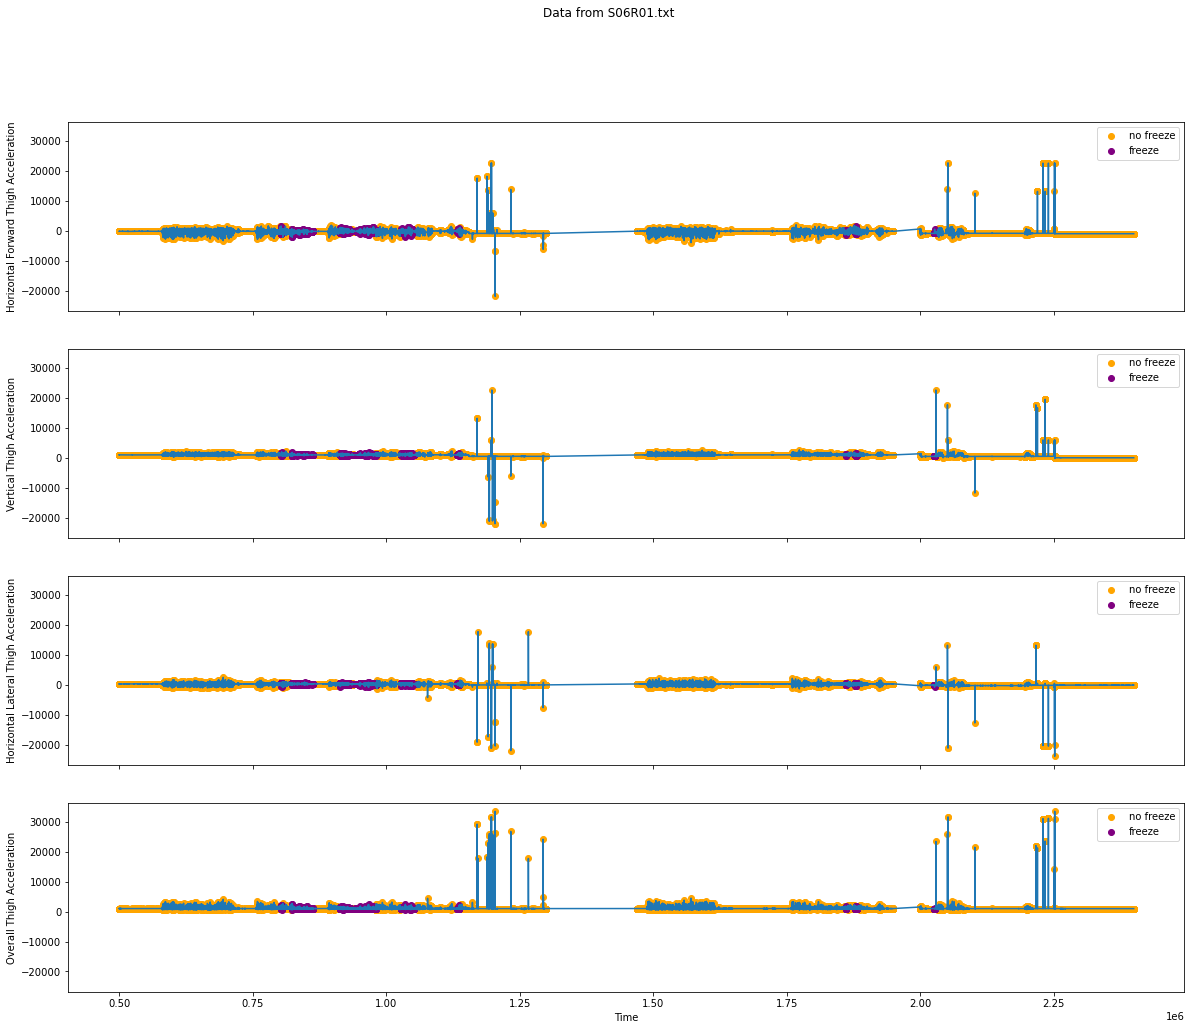 Data from S06R01.txt
Horizontal Forward Thigh Acceleration
30000
20000
10000
0
−10000
−20000
no freeze
freeze
Vertical Thigh Acceleration
30000
20000
10000
0
−10000
−20000
no freeze
freeze
Horizontal Lateral Thigh Acceleration
30000
20000
10000
0
−10000
−20000
no freeze
freeze
Overall Thigh Acceleration
30000
20000
10000
0
−10000
−20000
no freeze
freeze
0.50 0.75 1.00 1.25 1.50 1.75 2.00 2.25
Time
1e6